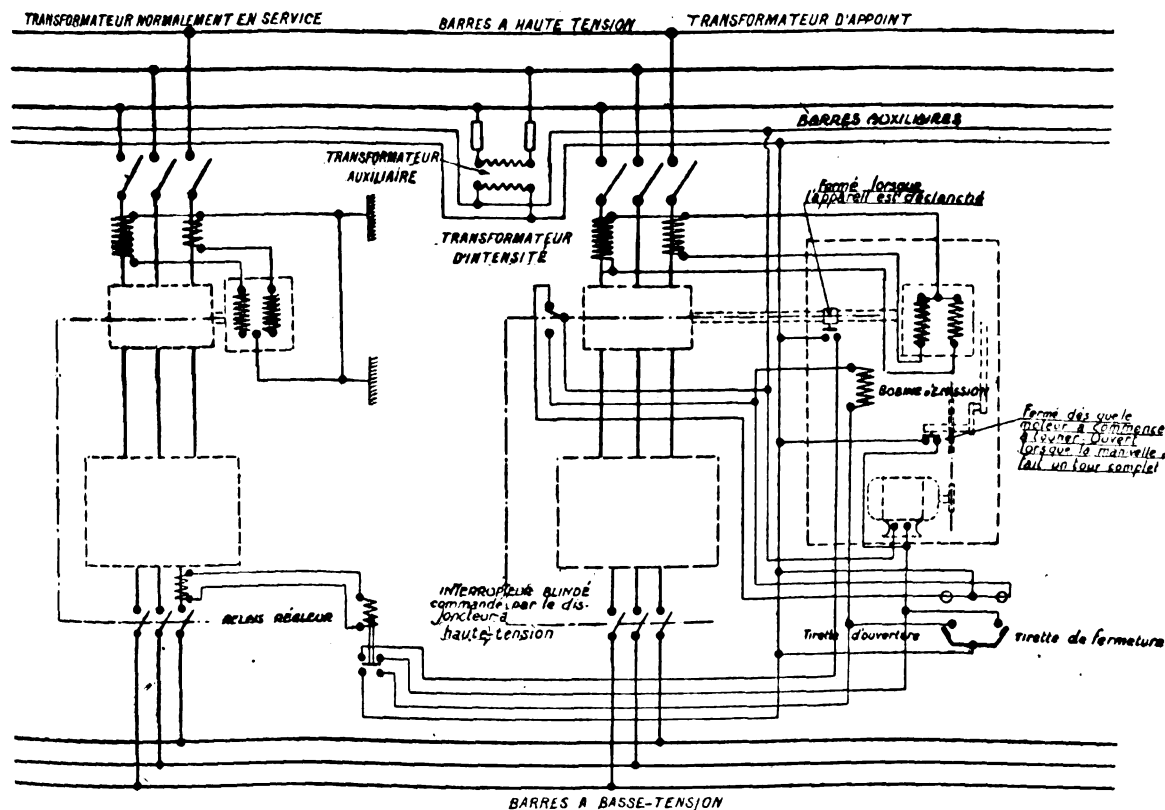 TRANSFORMATEUR NORMALEMENT EN SERVICE
BARRES A HAUTE TENSION
TRANSFORMATEUR D'APPOINT
BARRES AUXILIAIRES
TRANSFORMATEUR
AUXILIAIRE
Fermé lorsque
l'appareil est déclanché
TRANSFORMATEUR
D'INTENSITÉ
BOBINE D'ÉMISSION
Fermé dès que le
moteur a commencé
à tourner. Ouvert
lorsque la manivelle a
fait un tour complet
INTERRUPTEUR BLINDÉ
commandé par le dis-
joncteur à
haute-tension
RELAIS RÉGLEUR
Tirette d'ouverture
Tirette de fermeture
BARRES A BASSE-TENSION